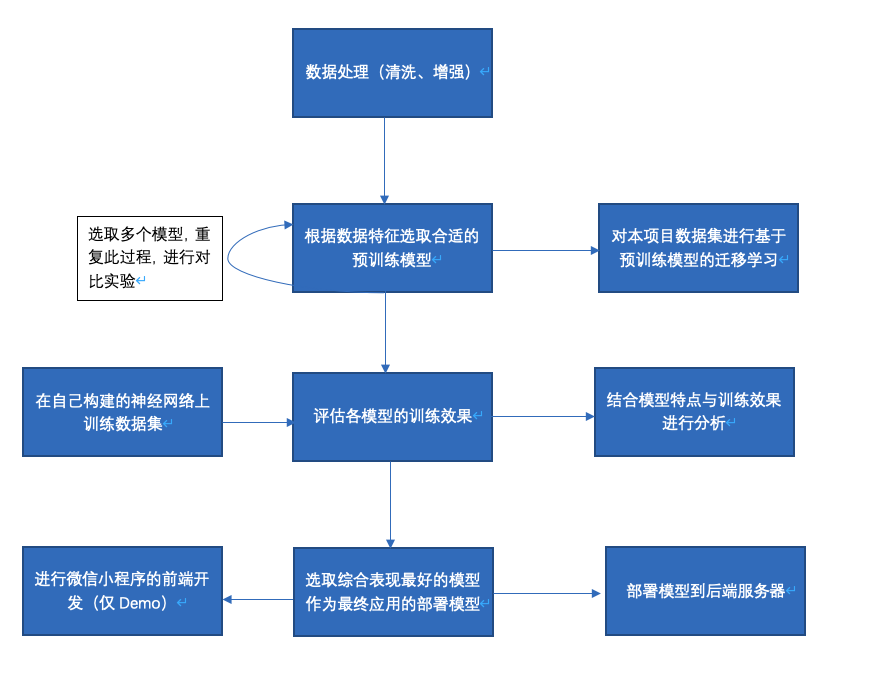 数据处理（清洗、增强）
选取多个模型，重
复此过程，进行对
比实验
根据数据特征选取合适的
预训练模型
对本项目数据集进行基于
预训练模型的迁移学习
在自己构建的神经网络上
训练数据集
评估各模型的训练效果
结合模型特点与训练效果
进行分析
进行微信小程序的前端开
发（仅 Demo）
选取综合表现最好的模型
作为最终应用的部署模型
部署模型到后端服务器